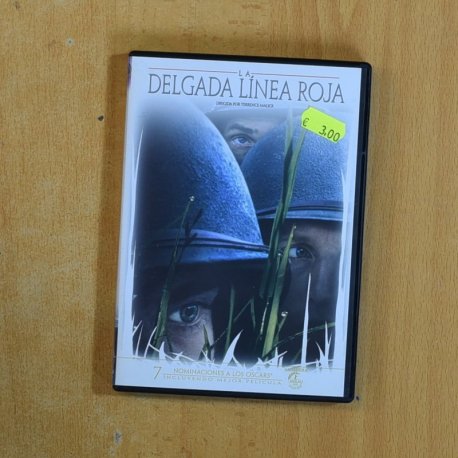 LA
DELGADA LÍNEA ROJA
DIRIGIDA POR TERRENCE MALICK
€ 3,00
7 NOMINACIONES A LOS OSCARS®
INCLUYENDO MEJOR PELÍCULA